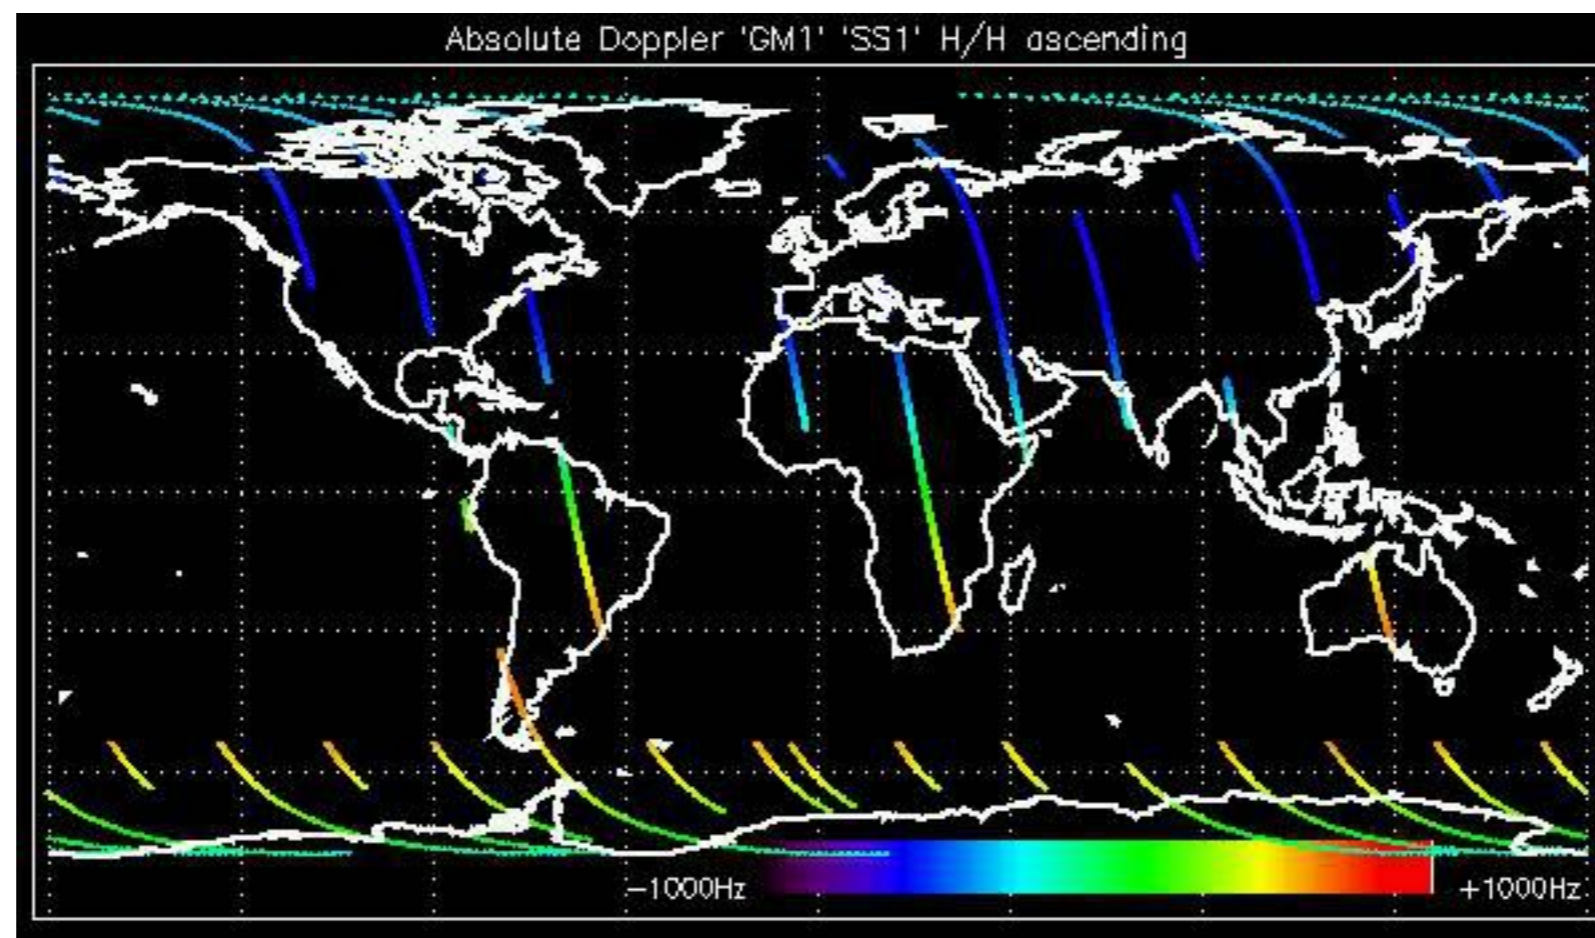 Absolute Doppler 'GM1' 'SS1' H/H ascending
-1000Hz
+1000Hz